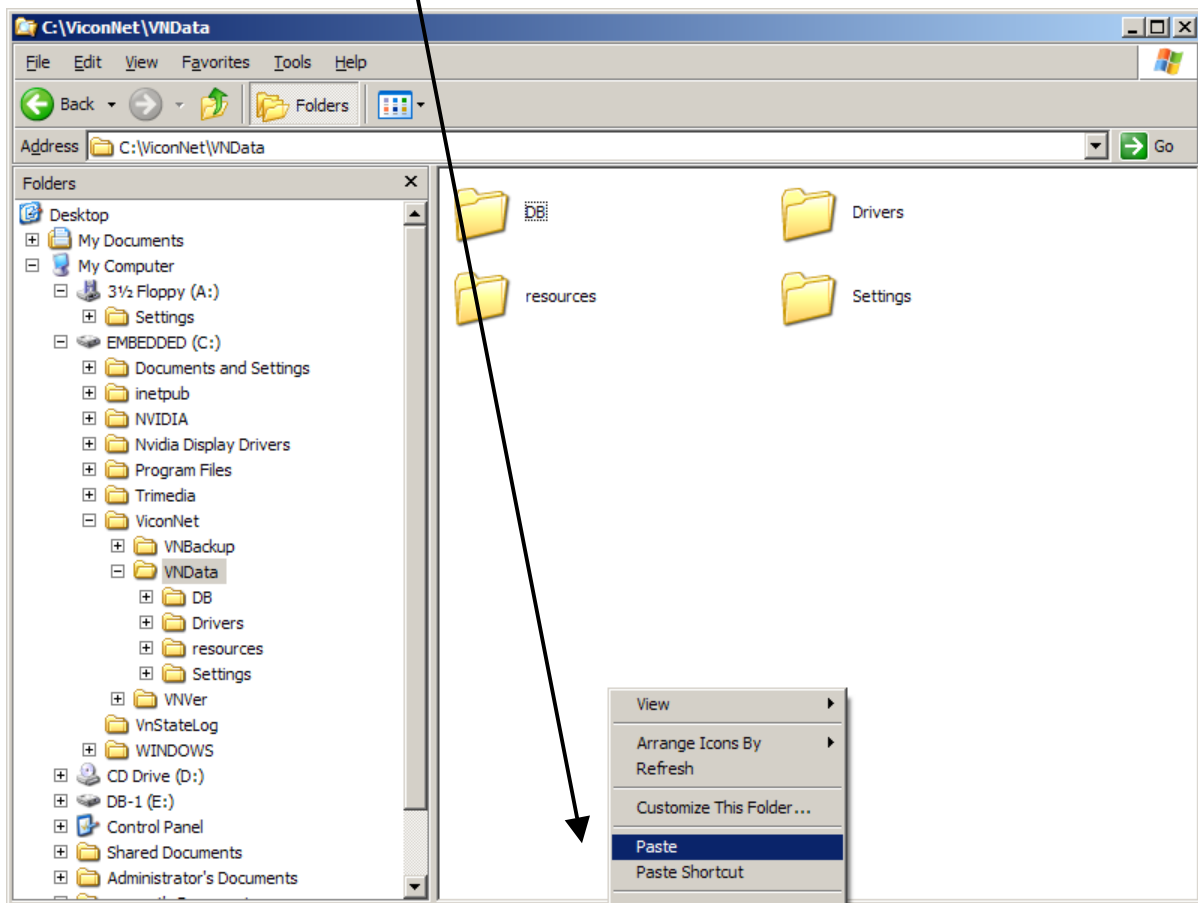 C:\ViconNet\VNData
File Edit View Favorites Tools Help
Back Folders
Address C:\ViconNet\VNData Go
Folders
Desktop
My Documents
My Computer
3½ Floppy (A:)
Settings
EMBEDDED (C:)
Documents and Settings
inetpub
NVIDIA
Nvidia Display Drivers
Program Files
Trimedia
ViconNet
VNBackup
VNData
DB
Drivers
resources
Settings
VNVer
VnStateLog
WINDOWS
CD Drive (D:)
DB-1 (E:)
Control Panel
Shared Documents
Administrator's Documents
DB Drivers
resources Settings
View
Arrange Icons By
Refresh
Customize This Folder...
Paste
Paste Shortcut